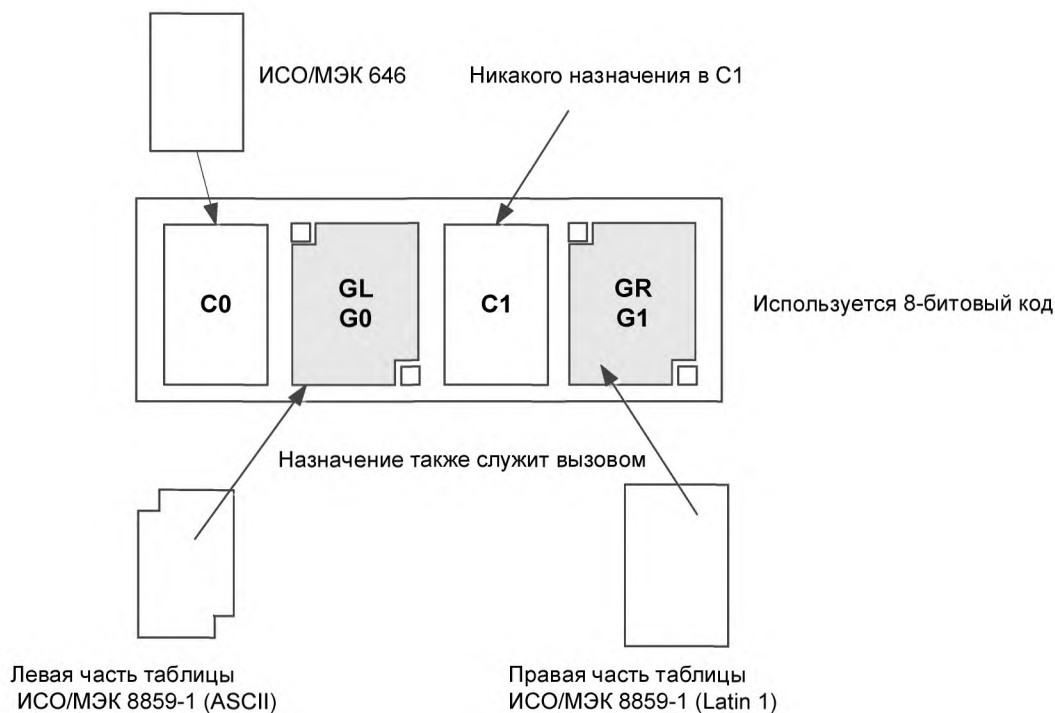 ИСО/МЭК 646
Никакого назначения в C1
C0
GL
G0
C1
GR
G1
Используется 8-битовый код
Назначение также служит вызовом
Левая часть таблицы
ИСО/МЭК 8859-1 (ASCII)
Правая часть таблицы
ИСО/МЭК 8859-1 (Latin 1)